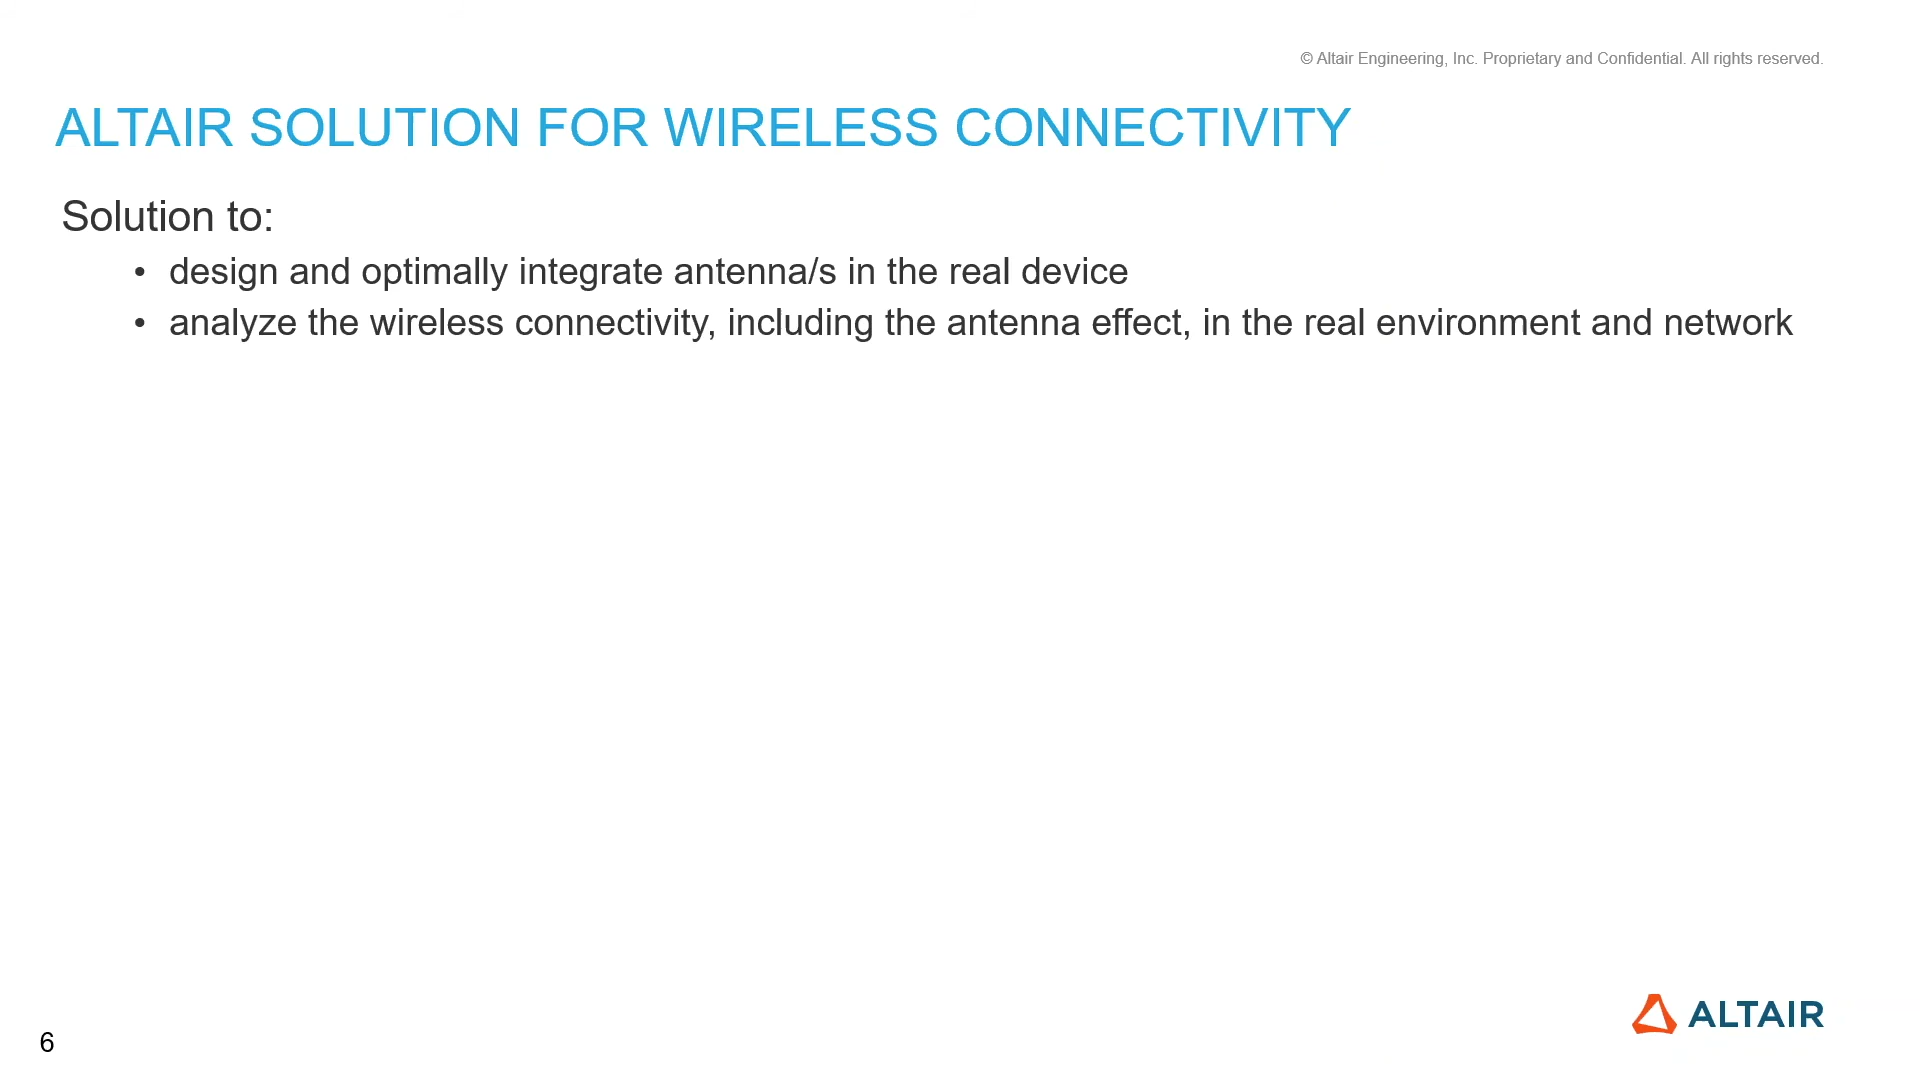 © Altair Engineering, Inc. Proprietary and Confidential. All rights reserved.
ALTAIR SOLUTION FOR WIRELESS CONNECTIVITY
Solution to:
• design and optimally integrate antenna/s in the real device
• analyze the wireless connectivity, including the antenna effect, in the real environment and network
ALTAIR
6